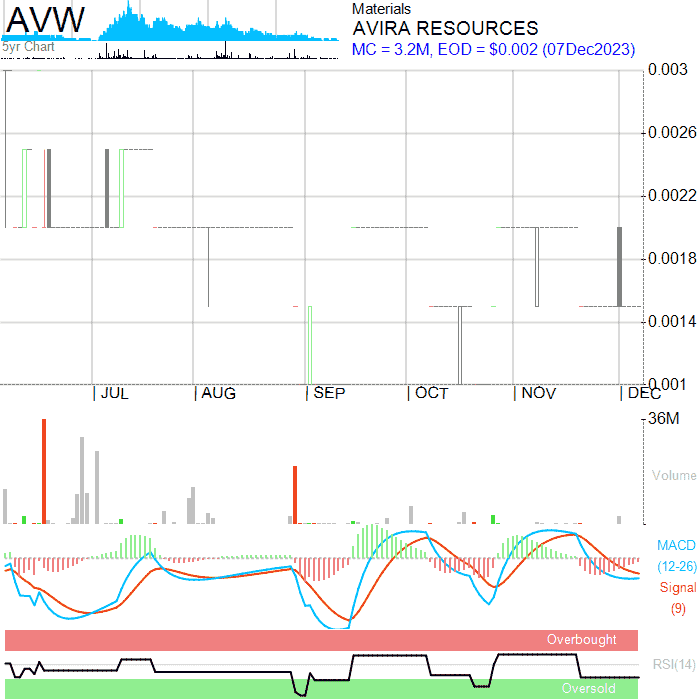 AVW
5yr Chart
Materials
AVIRA RESOURCES
MC = 3.2M, EOD = $0.002 (07Dec2023)
0.003
0.0026
0.0022
0.0018
0.0014
0.001
JUL
AUG
SEP
OCT
NOV
DEC
36M
Volume
MACD
(12-26)
Signal
(9)
Overbought
RSI(14)
Oversold